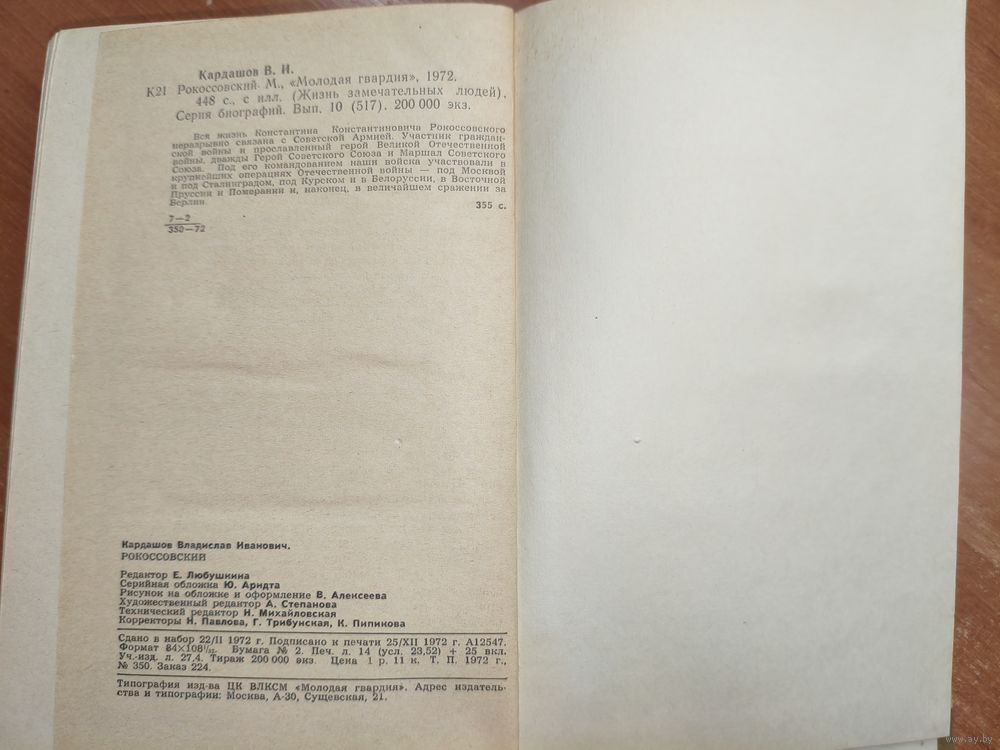 Кардашов В. И.
К21 Рокоссовский. М., «Молодая гвардия», 1972.
448 с., с илл. (Жизнь замечательных людей).
Серия биографий. Вып. 10 (517). 200 000 экз.
Вся жизнь Константина Константиновича Рокоссовского
неразрывно связана с Советской Армией. Участник граждан-
ской войны и прославленный герой Великой Отечественной
войны, дважды Герой Советского Союза и Маршал Советского
Союза. Под его командованием наши войска участвовали в
крупнейших операциях Отечественной войны — под Москвой
и под Сталинградом, под Курском и в Белоруссии, в Восточной
Пруссии и Померании и, наконец, в величайшем сражении за
Берлин.
355 с.
7—2
350—72
Кардашов Владислав Иванович.
РОКОССОВСКИЙ
Редактор Е. Любушкина
Серийная обложка Ю. Арндта
Рисунок на обложке и оформление В. Алексеева
Художественный редактор А. Степанова
Технический редактор Н. Михайловская
Корректоры Н. Павлова, Г. Трибунская, К. Пипикова
Сдано в набор 22/II 1972 г. Подписано к печати 25/XII 1972 г. А12547.
Формат 84×108¹/₃₂. Бумага № 2. Печ. л. 14 (усл. 23,52) + 25 вкл.
Уч.-изд. л. 27,4. Тираж 200 000 экз. Цена 1 р. 11 к. Т. П. 1972 г.,
№ 350. Заказ 224.
Типография изд-ва ЦК ВЛКСМ «Молодая гвардия». Адрес издатель-
ства и типографии: Москва, А-30, Сущевская, 21.
www.ay.by